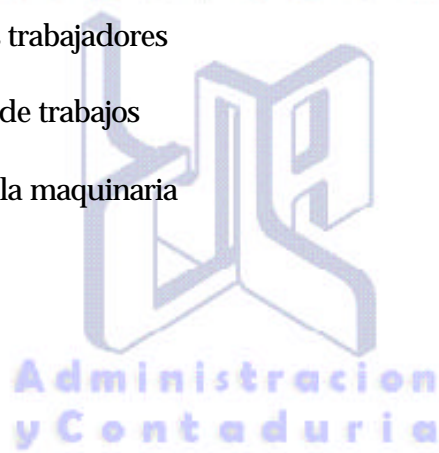 s trabajadores
de trabajos
la maquinaria
Administracion
y Contaduria